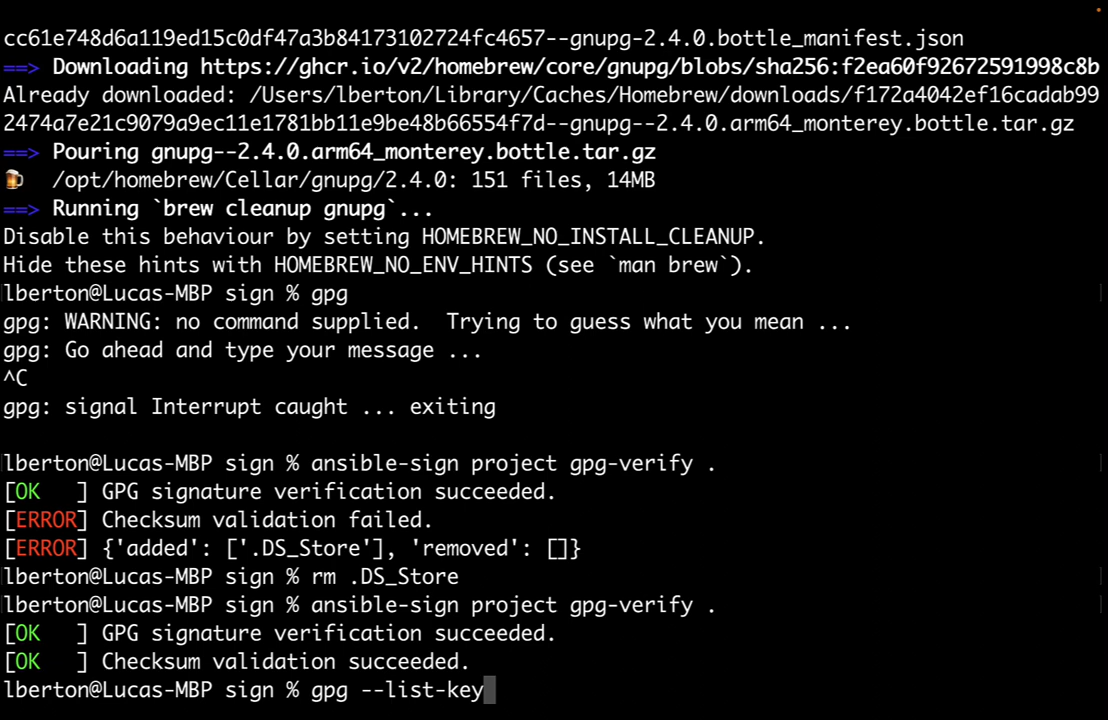 cc61e748d6a119ed15c0df47a3b84173102724fc4657--gnupg-2.4.0.bottle_manifest.json
==> Downloading https://ghcr.io/v2/homebrew/core/gnupg/blobs/sha256:f2ea60f92672591998c8b
Already downloaded: /Users/lberton/Library/Caches/Homebrew/downloads/f172a4042ef16cadab99
2474a7e21c9079a9ec11e1781bb11e9be48b66554f7d--gnupg--2.4.0.arm64_monterey.bottle.tar.gz
==> Pouring gnupg--2.4.0.arm64_monterey.bottle.tar.gz
🍺  /opt/homebrew/Cellar/gnupg/2.4.0: 151 files, 14MB
==> Running `brew cleanup gnupg`...
Disable this behaviour by setting HOMEBREW_NO_INSTALL_CLEANUP.
Hide these hints with HOMEBREW_NO_ENV_HINTS (see `man brew`).
lberton@Lucas-MBP sign % gpg
gpg: WARNING: no command supplied.  Trying to guess what you mean ...
gpg: Go ahead and type your message ...
^C
gpg: signal Interrupt caught ... exiting
lberton@Lucas-MBP sign % ansible-sign project gpg-verify .
[OK   ] GPG signature verification succeeded.
[ERROR] Checksum validation failed.
[ERROR] {'added': ['.DS_Store'], 'removed': []}
lberton@Lucas-MBP sign % rm .DS_Store
lberton@Lucas-MBP sign % ansible-sign project gpg-verify .
[OK   ] GPG signature verification succeeded.
[OK   ] Checksum validation succeeded.
lberton@Lucas-MBP sign % gpg --list-key